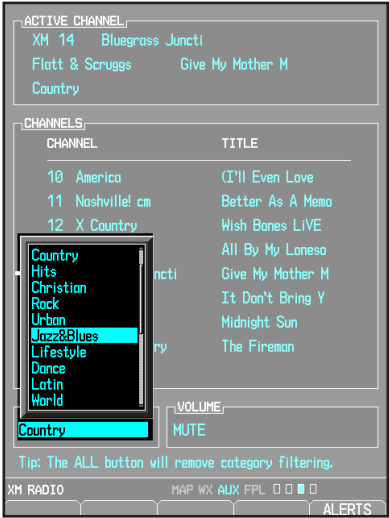 ACTIVE CHANNEL
XM 14 Bluegrass Juncti
Flatt & Scruggs Give My Mother M
Country
CHANNELS
CHANNEL TITLE
10 America (I'll Even Love
11 Nashville! cm Better As A Memo
12 X Country Wish Bones LiVE
All By My Loneso
ncti Give My Mother M
It Don't Bring Y
Midnight Sun
ry The Fireman
Country
Hits
Christian
Rock
Urban
Jazz&Blues
Lifestyle
Dance
Latin
World
Country
VOLUME
MUTE
Tip: The ALL button will remove category filtering.
XM RADIO MAP WX AUX FPL
ALERTS